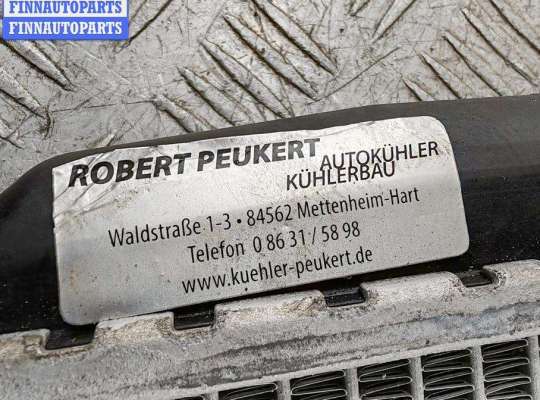 FINNAUTOPARTS
FINNAUTOPARTS
ROBERT PEUKERT AUTOKÜHLER
KÜHLERBAU
Waldstraße 1-3 • 84562 Mettenheim-Hart
Telefon 0 86 31 / 58 98
www.kuehler-peukert.de